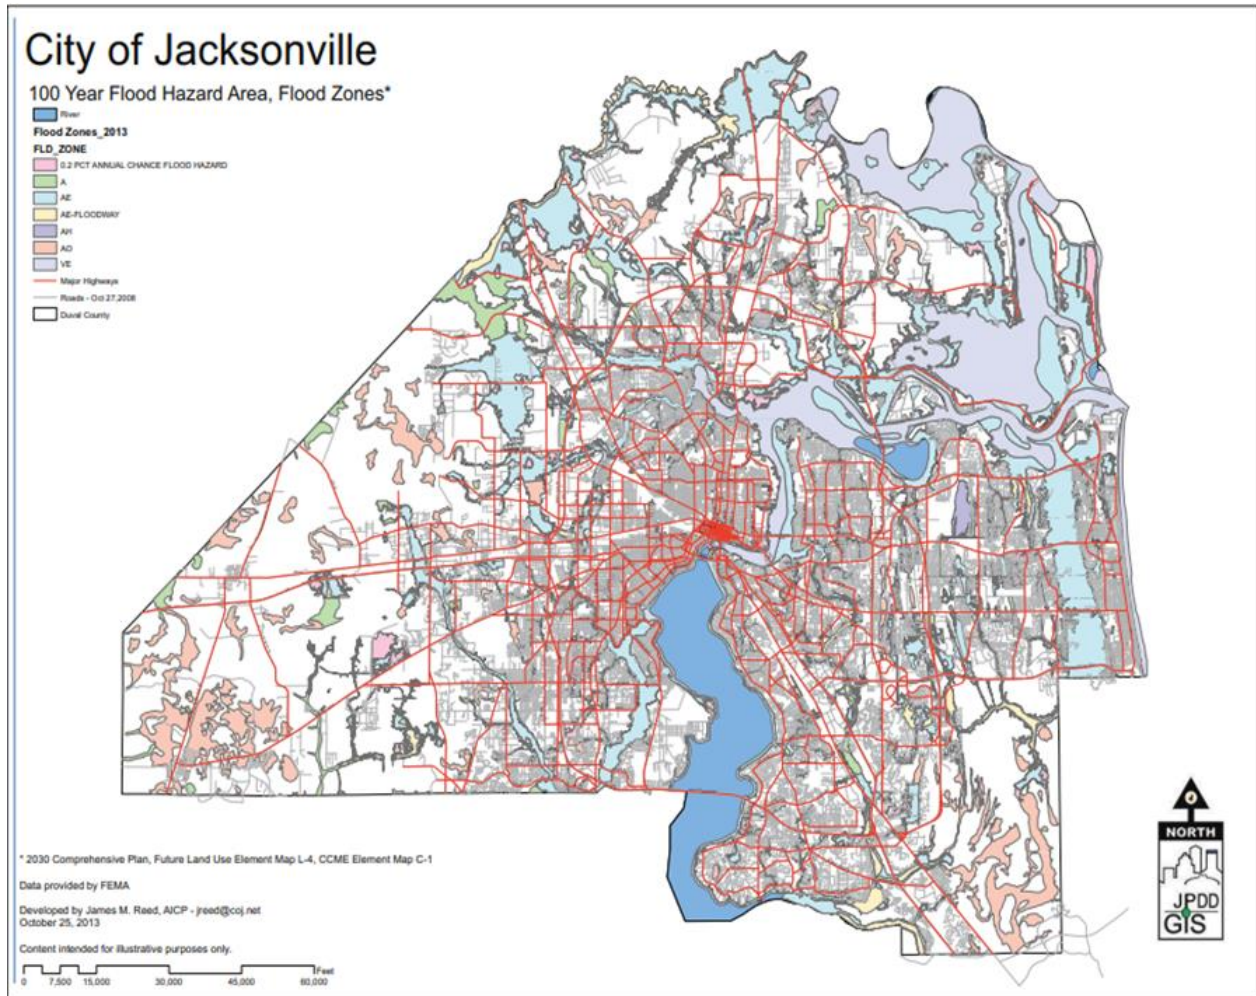 City of Jacksonville
100 Year Flood Hazard Area, Flood Zones*
River
Flood Zones_2013
FLD_ZONE
0.2 PCT ANNUAL CHANCE FLOOD HAZARD
A
AE
AE-FLOODWAY
AH
AO
VE
Major Highways
Roads - Oct 27,2008
Duval County
* 2030 Comprehensive Plan, Future Land Use Element Map L-4, CCME Element Map C-1
Data provided by FEMA
Developed by James M. Reed, AICP - jreed@coj.net
October 25, 2013
Content intended for illustrative purposes only.
Feet
0 7,500 15,000 30,000 45,000 60,000
NORTH
JPDD
GIS